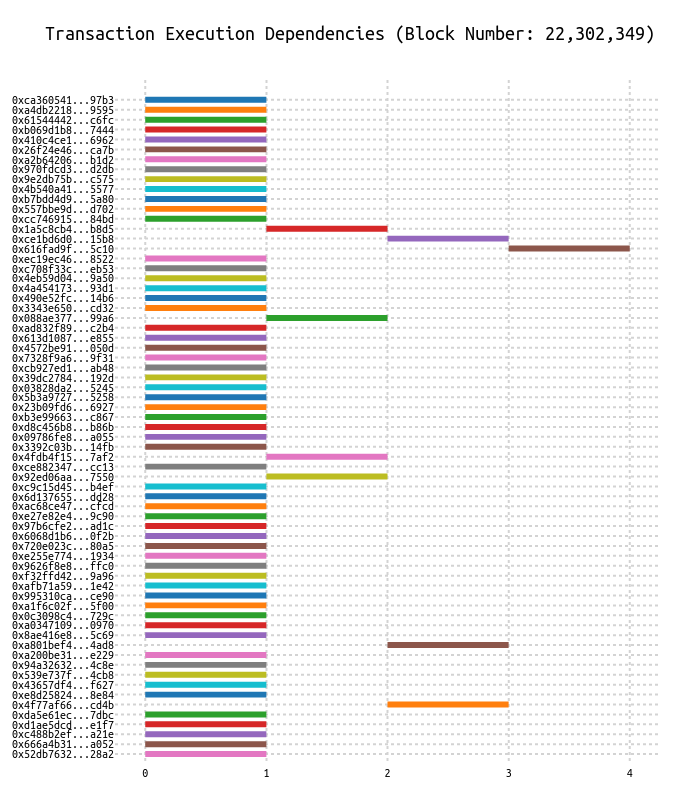 Transaction Execution Dependencies (Block Number: 22,302,349)
0xca360541...97b3
0xa4db2218...9595
0x61544442...c6fc
0xb069d1b8...7444
0x410c4ce1...6962
0x26f24e46...ca7b
0xa2b64206...b1d2
0x970fdcd3...d2db
0x9e2db75b...c575
0x4b540a41...5577
0xb7bdd4d9...5a80
0x557bbe9d...d702
0xcc746915...84bd
0x1a5c8cb4...b8d5
0xce1bd6d0...15b8
0x616fad9f...5c10
0xec19ec46...8522
0xc708f33c...eb53
0x4eb59d04...9a50
0x4a454173...93d1
0x490e52fc...14b6
0x3343e650...cd32
0x088ae377...99a6
0xad832f89...c2b4
0x613d1087...e855
0x4572be91...050d
0x7328f9a6...9f31
0xcb927ed1...ab48
0x39dc2784...192d
0x03828da2...5245
0x5b3a9727...5258
0x23b09fd6...6927
0xb3e99663...c867
0xd8c456b8...b86b
0x09786fe8...a055
0x3392c03b...14fb
0x4fdb4f15...7af2
0xce882347...cc13
0x92ed06aa...7550
0xc9c15d45...b4ef
0x6d137655...dd28
0xac68ce47...cfcd
0xe27e82e4...9c90
0x97b6cfe2...ad1c
0x6068d1b6...0f2b
0x720e023c...80a5
0xe255e774...1934
0x9626f8e8...ffc0
0xf32ffd42...9a96
0xafb71a59...1e42
0x995310ca...ce90
0xa1f6c02f...5f00
0x0c3098c4...729c
0xa0347109...0970
0x8ae416e8...5c69
0xa801bef4...4ad8
0xa200be31...e229
0x94a32632...4c8e
0x539e737f...4cb8
0x43657df4...f627
0xe8d25824...8e84
0x4f77af66...cd4b
0xda5e61ec...7dbc
0xd1ae5dcd...e1f7
0xc488b2ef...a21e
0x666a4b31...a052
0x52db7632...28a2
0 1 2 3 4